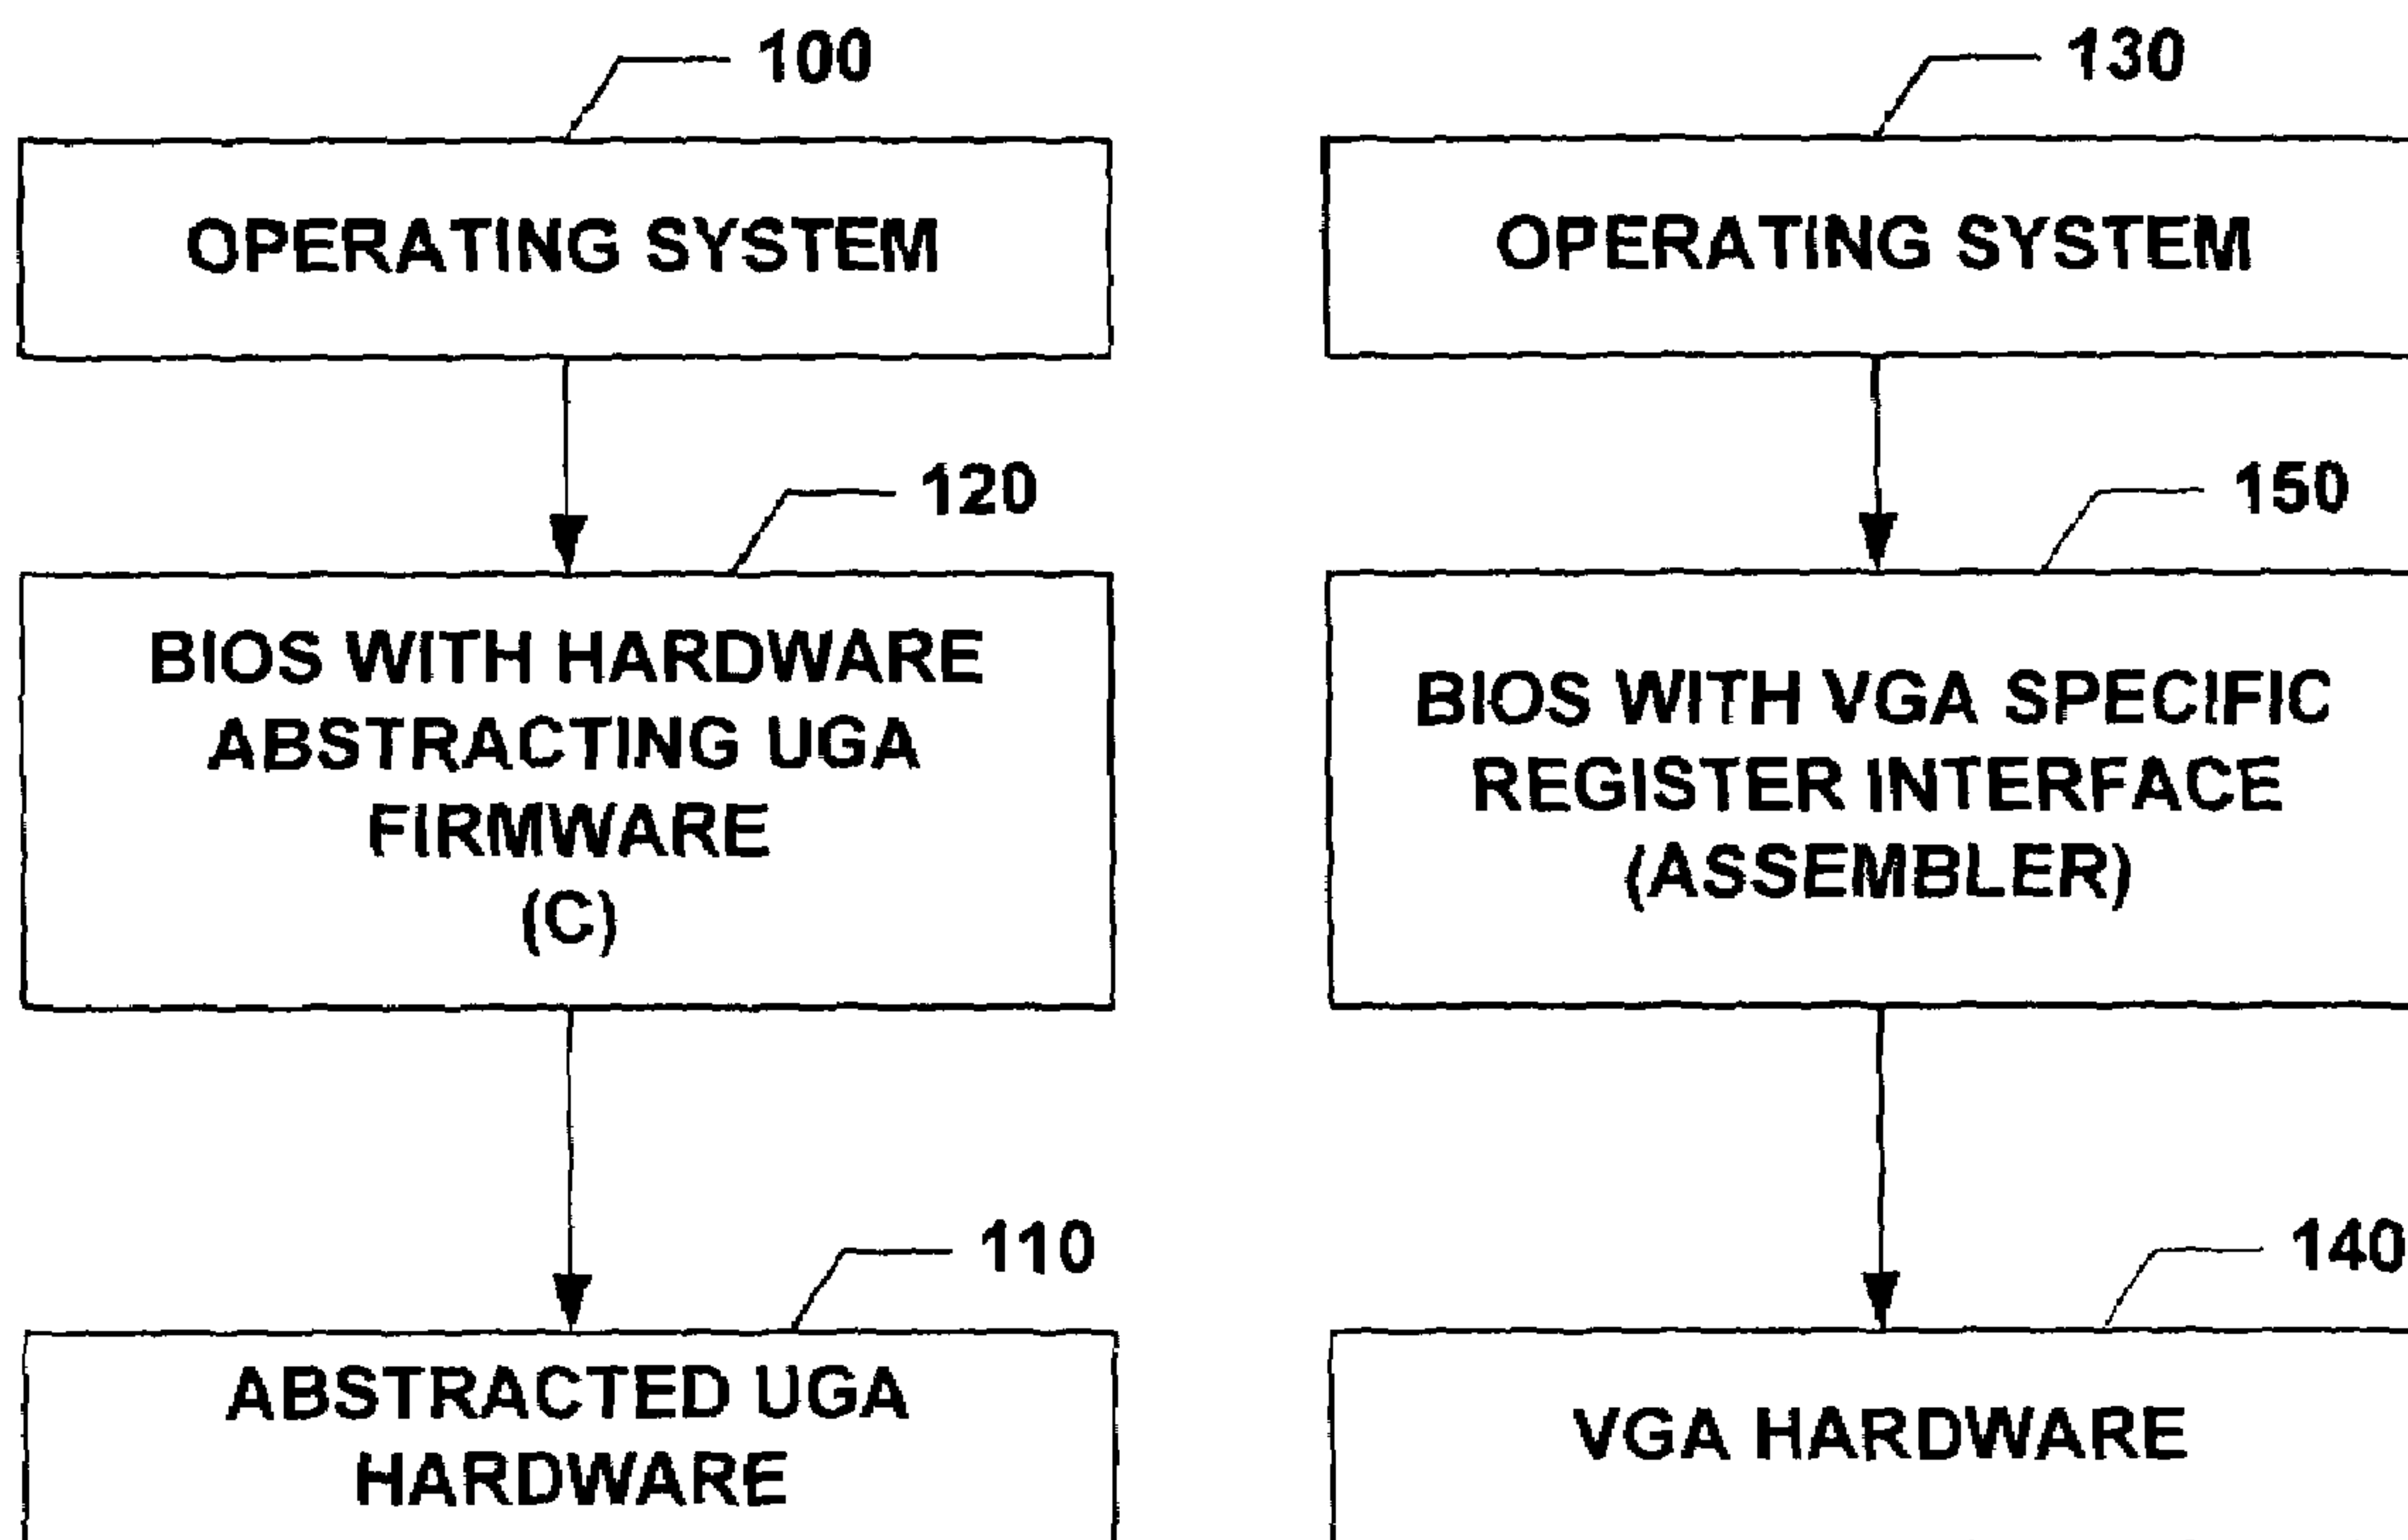 100
OPERATING SYSTEM
120
BIOS WITH HARDWARE
ABSTRACTING UGA
FIRMWARE
(C)
110
ABSTRACTED UGA
HARDWARE
130
OPERATING SYSTEM
150
BIOS WITH VGA SPECIFIC
REGISTER INTERFACE
(ASSEMBLER)
140
VGA HARDWARE